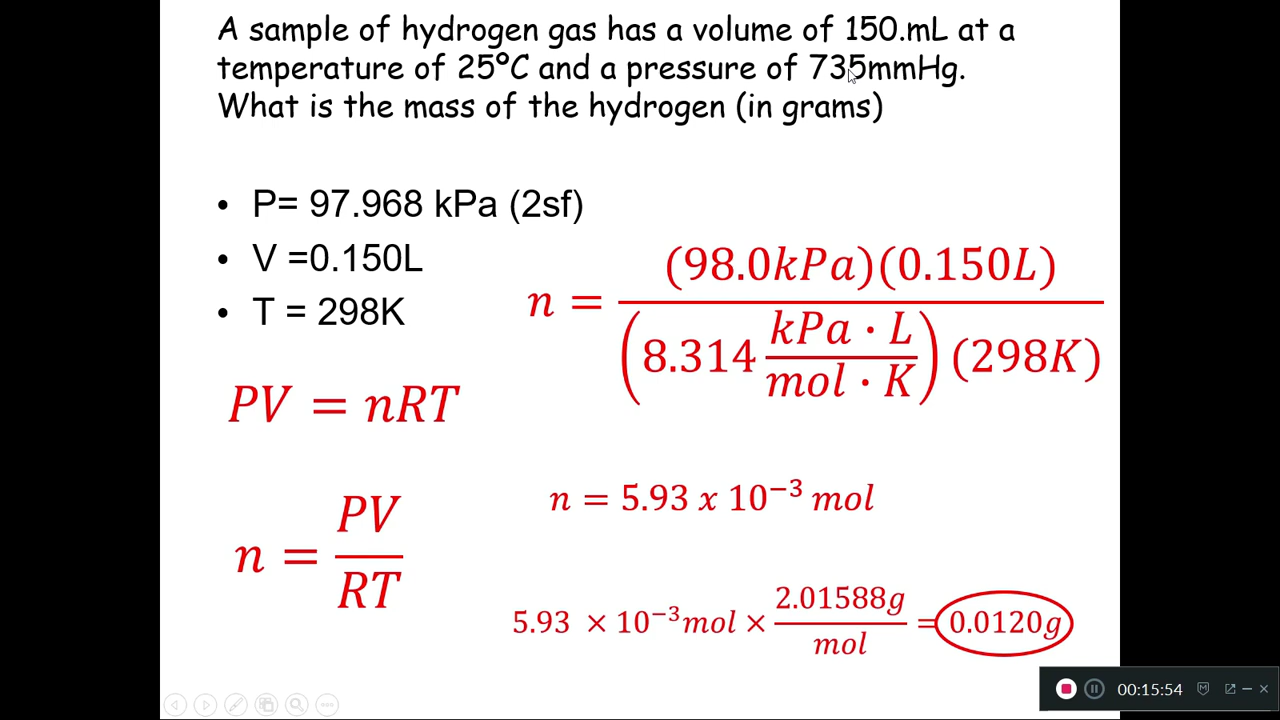 A sample of hydrogen gas has a volume of 150.mL at a
temperature of 25ºC and a pressure of 735mmHg.
What is the mass of the hydrogen (in grams)
• P= 97.968 kPa (2sf)
• V =0.150L
• T = 298K
PV = nRT
n = PV/RT
n = (98.0kPa)(0.150L) / (8.314 kPa · L / mol · K)(298K)
n = 5.93 x 10⁻³ mol
5.93 × 10⁻³mol × 2.01588g / mol = 0.0120g
00:15:54